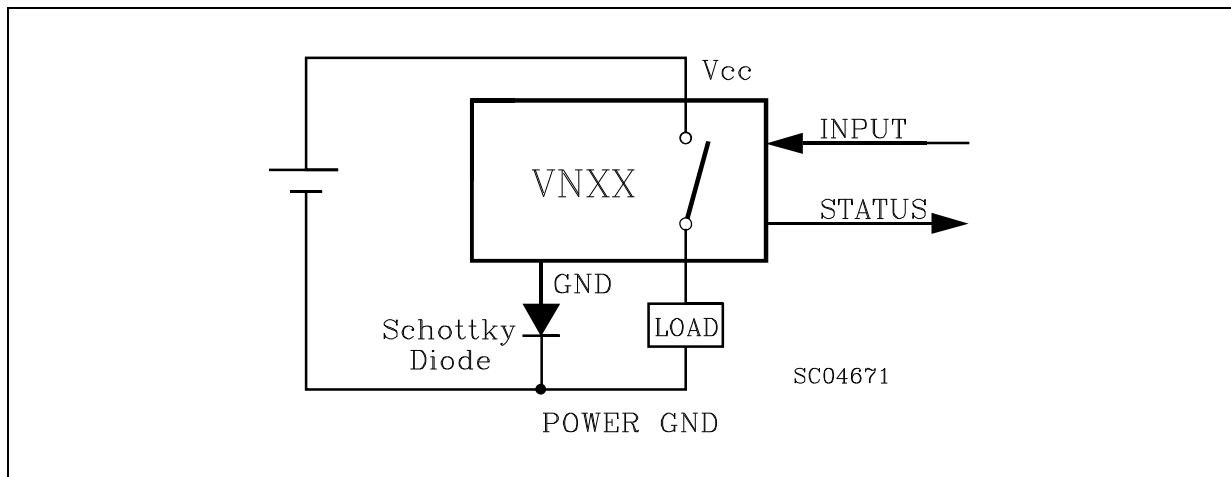 Vcc
INPUT
VNXX
STATUS
GND
Schottky
Diode
LOAD
SC04671
POWER GND